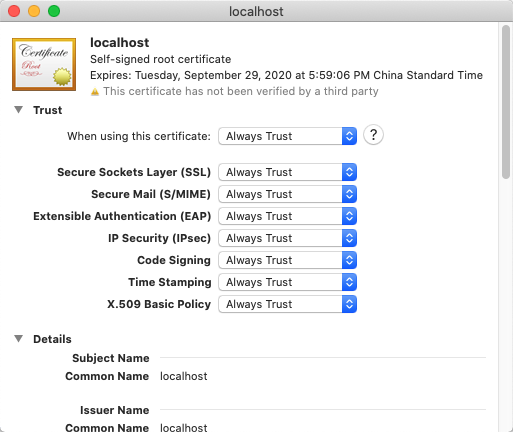 localhost
Certificate
Root
localhost
Self-signed root certificate
Expires: Tuesday, September 29, 2020 at 5:59:06 PM China Standard Time
This certificate has not been verified by a third party
Trust
When using this certificate: Always Trust ?
Secure Sockets Layer (SSL) Always Trust
Secure Mail (S/MIME) Always Trust
Extensible Authentication (EAP) Always Trust
IP Security (IPsec) Always Trust
Code Signing Always Trust
Time Stamping Always Trust
X.509 Basic Policy Always Trust
Details
Subject Name
Common Name localhost
Issuer Name
Common Name localhost